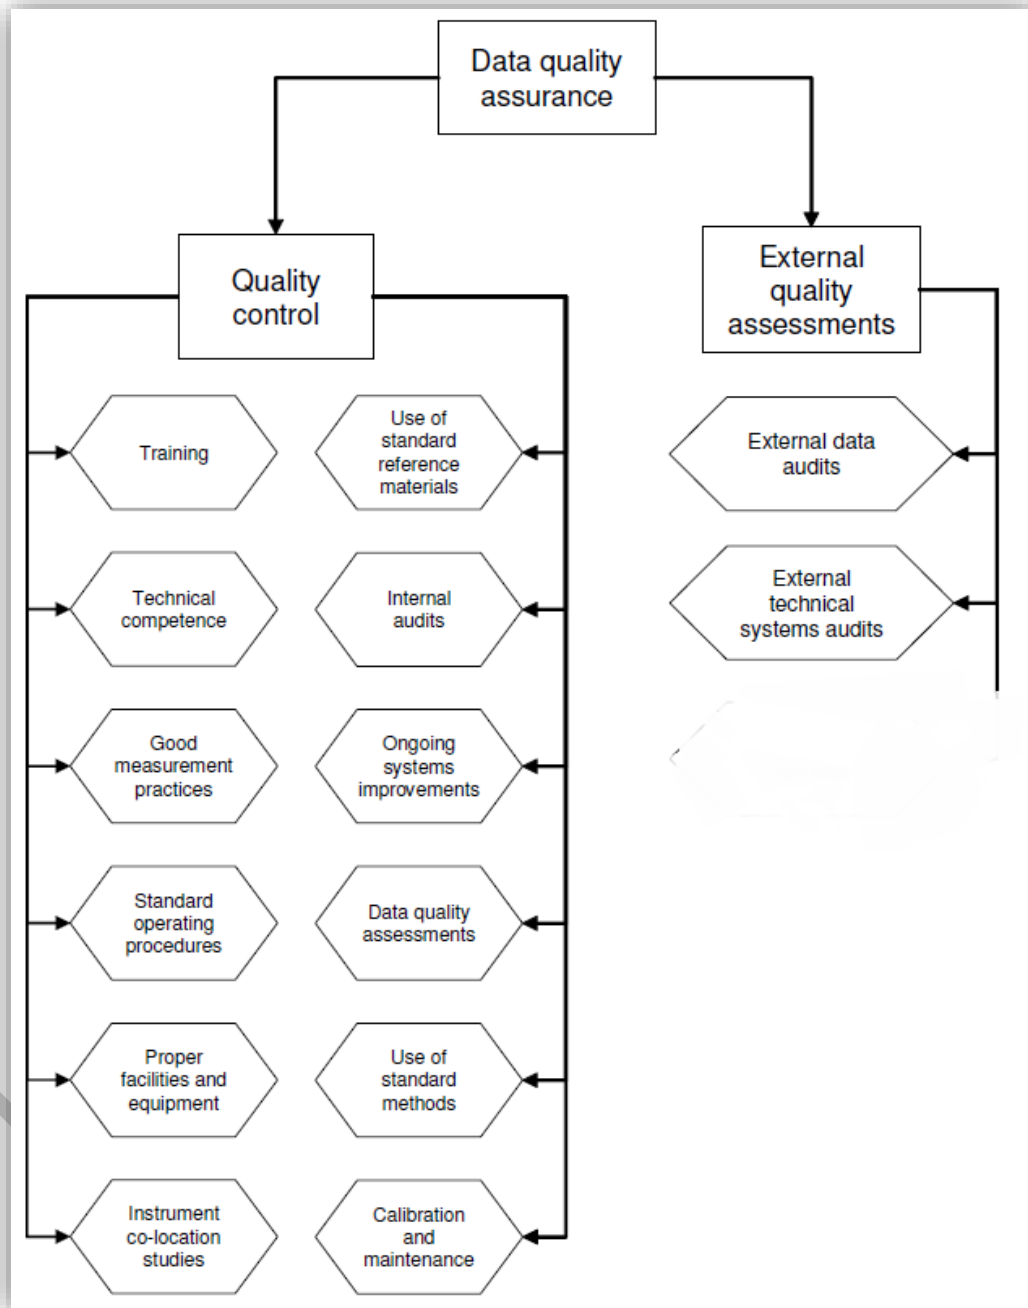 Data quality
assurance
Quality
control
External
quality
assessments
Training
Use of
standard
reference
materials
External data
audits
Technical
competence
Internal
audits
External
technical
systems audits
Good
measurement
practices
Ongoing
systems
improvements
Standard
operating
procedures
Data quality
assessments
Proper
facilities and
equipment
Use of
standard
methods
Instrument
co-location
studies
Calibration
and
maintenance